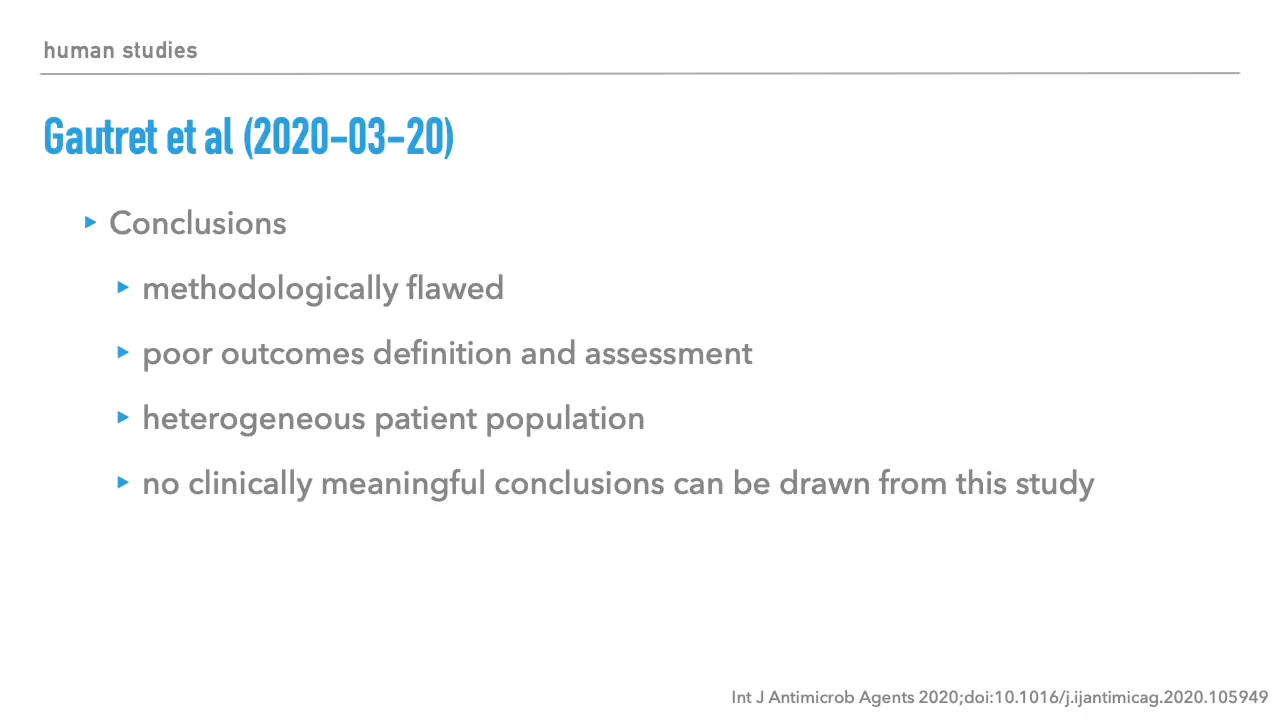 human studies
Gautret et al (2020-03-20)
▸ Conclusions
▸ methodologically flawed
▸ poor outcomes definition and assessment
▸ heterogeneous patient population
▸ no clinically meaningful conclusions can be drawn from this study
Int J Antimicrob Agents 2020;doi:10.1016/j.ijantimicag.2020.105949